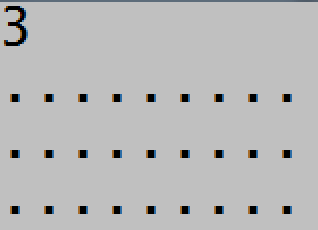 3
. . . . . . . . .
. . . . . . . . .
. . . . . . . . .